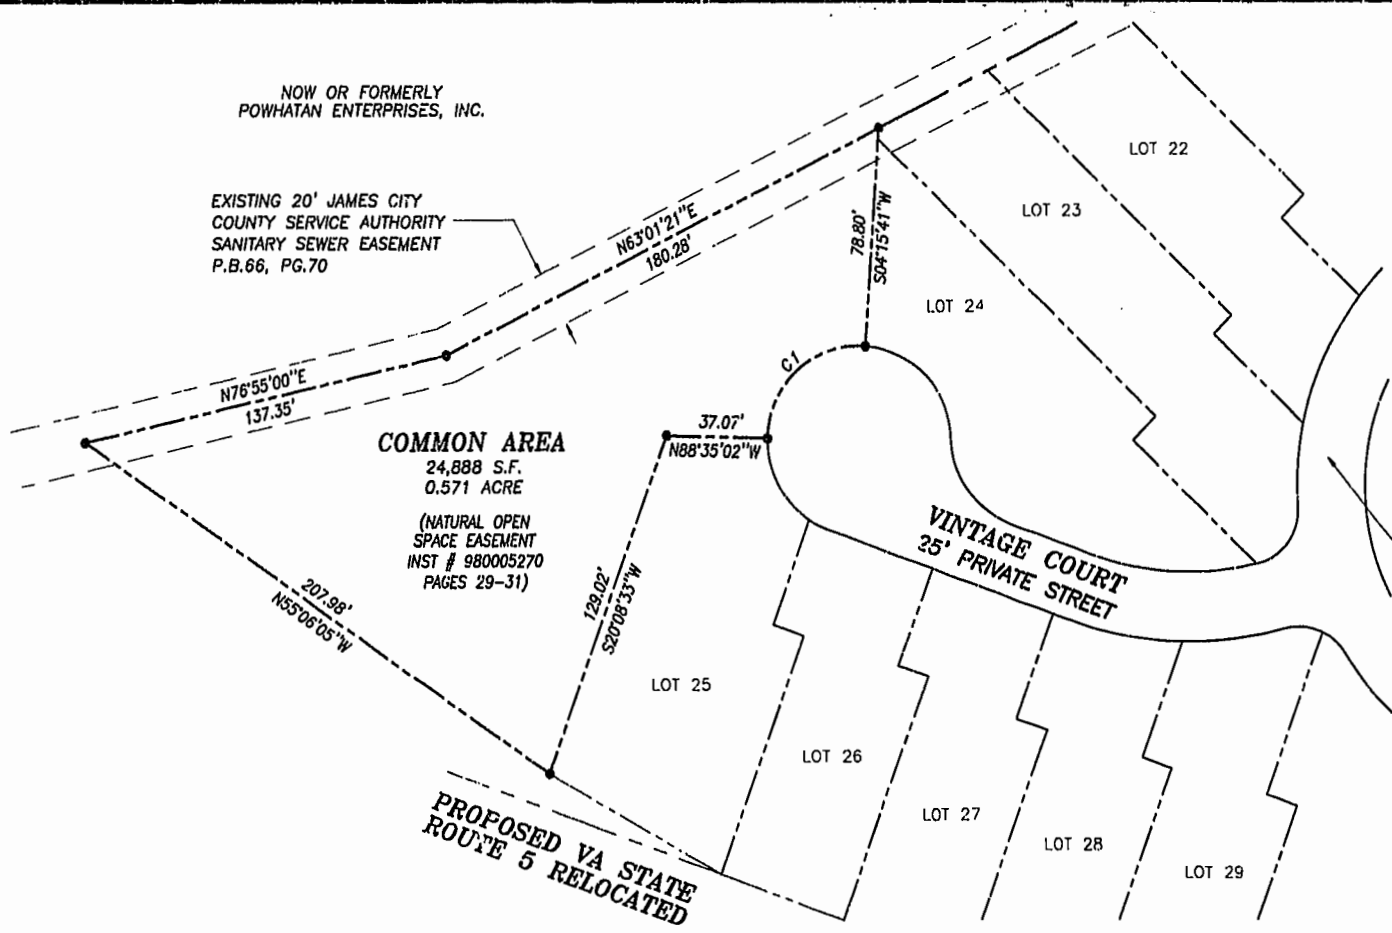 NOW OR FORMERLY
POWHATAN ENTERPRISES, INC.
EXISTING 20' JAMES CITY
COUNTY SERVICE AUTHORITY
SANITARY SEWER EASEMENT
P.B.66, PG.70
N63°01'21"E
180.28'
78.80'
S04°15'41"W
LOT 22
LOT 23
LOT 24
C1
N76°55'00"E
137.35'
37.07'
N88°35'02"W
COMMON AREA
24,888 S.F.
0.571 ACRE
(NATURAL OPEN
SPACE EASEMENT
INST # 980005270
PAGES 29-31)
207.98'
N55°06'05"W
129.02'
S20°08'33"W
VINTAGE COURT
25' PRIVATE STREET
LOT 25
LOT 26
LOT 27
LOT 28
LOT 29
PROPOSED VA STATE
ROUTE 5 RELOCATED